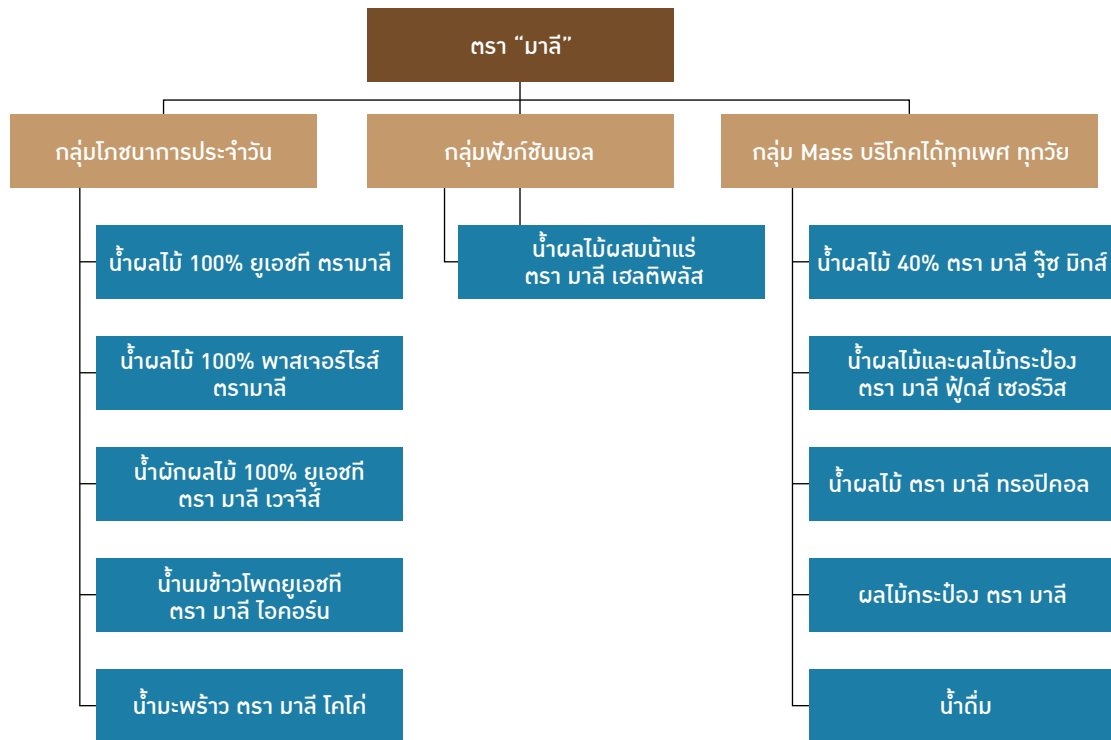 ตรา “มาลี”
กลุ่มโภชนาการประจำวัน
กลุ่มฟังก์ชันนอล
กลุ่ม Mass บริโภคได้ทุกเพศ ทุกวัย
น้ำผลไม้ 100% ยูเอชที ตรามาลี
น้ำผลไม้ 100% พาสเจอร์ไรส์
ตรามาลี
น้ำผักผลไม้ 100% ยูเอชที
ตรา มาลี เวจจีส์
น้ำนมข้าวโพดยูเอชที
ตรา มาลี ไอคอร์น
น้ำมะพร้าว ตรา มาลี โคโค่
น้ำผลไม้ผสมน้ำแร่
ตรา มาลี เฮลติพลัส
น้ำผลไม้ 40% ตรา มาลี จุ๊ซ มิกส์
น้ำผลไม้และผลไม้กระป๋อง
ตรา มาลี ฟู้ดส์ เซอร์วิส
น้ำผลไม้ ตรา มาลี ทรอปิคอล
ผลไม้กระป๋อง ตรา มาลี
น้ำดื่ม